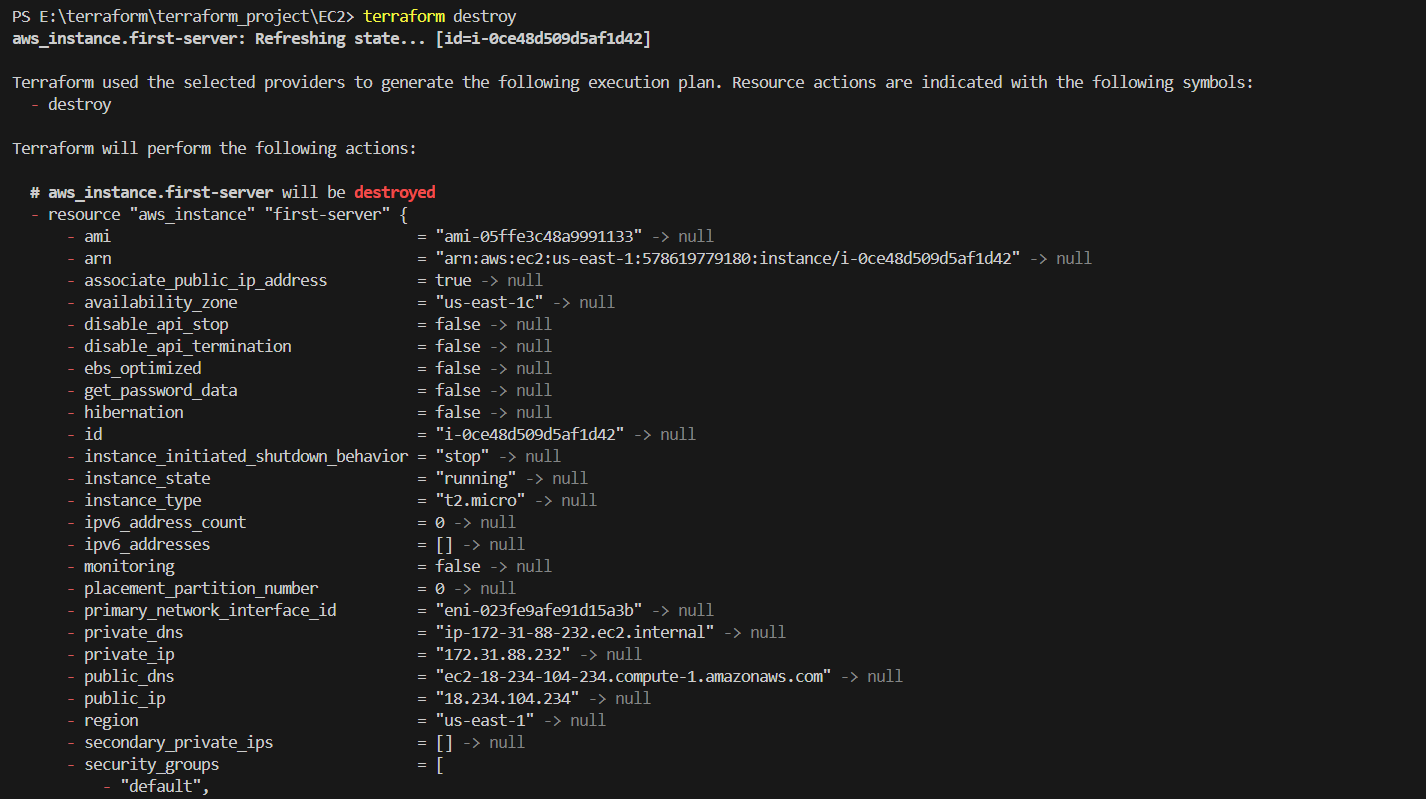 PS E:\terraform\terraform_project\EC2> terraform destroy
aws_instance.first-server: Refreshing state... [id=i-0ce48d509d5af1d42]
Terraform used the selected providers to generate the following execution plan. Resource actions are indicated with the following symbols:
- destroy
Terraform will perform the following actions:
# aws_instance.first-server will be destroyed
- resource "aws_instance" "first-server" {
- ami = "ami-05ffe3c48a9991133" -> null
- arn = "arn:aws:ec2:us-east-1:578619779180:instance/i-0ce48d509d5af1d42" -> null
- associate_public_ip_address = true -> null
- availability_zone = "us-east-1c" -> null
- disable_api_stop = false -> null
- disable_api_termination = false -> null
- ebs_optimized = false -> null
- get_password_data = false -> null
- hibernation = false -> null
- id = "i-0ce48d509d5af1d42" -> null
- instance_initiated_shutdown_behavior = "stop" -> null
- instance_state = "running" -> null
- instance_type = "t2.micro" -> null
- ipv6_address_count = 0 -> null
- ipv6_addresses = [] -> null
- monitoring = false -> null
- placement_partition_number = 0 -> null
- primary_network_interface_id = "eni-023fe9afe91d15a3b" -> null
- private_dns = "ip-172-31-88-232.ec2.internal" -> null
- private_ip = "172.31.88.232" -> null
- public_dns = "ec2-18-234-104-234.compute-1.amazonaws.com" -> null
- public_ip = "18.234.104.234" -> null
- region = "us-east-1" -> null
- secondary_private_ips = [] -> null
- security_groups = [
- "default",